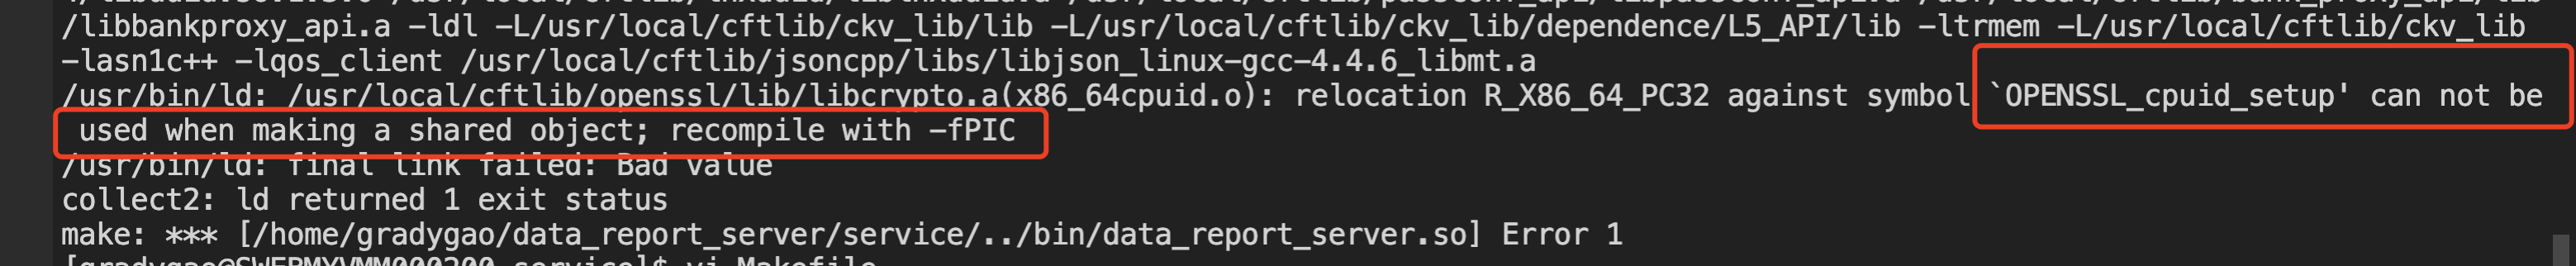 /libbankproxy_api.a -ldl -L/usr/local/cftlib/ckv_lib/lib -L/usr/local/cftlib/ckv_lib/dependence/L5_API/lib -ltrmem -L/usr/local/cftlib/ckv_lib
-lasn1c++ -lqos_client /usr/local/cftlib/jsoncpp/libs/libjson_linux-gcc-4.4.6_libmt.a
/usr/bin/ld: /usr/local/cftlib/openssl/lib/libcrypto.a(x86_64cpuid.o): relocation R_X86_64_PC32 against symbol `OPENSSL_cpuid_setup' can not be
used when making a shared object; recompile with -fPIC
/usr/bin/ld: final link failed: Bad value
collect2: ld returned 1 exit status
make: *** [/home/gradygao/data_report_server/service/../bin/data_report_server.so] Error 1